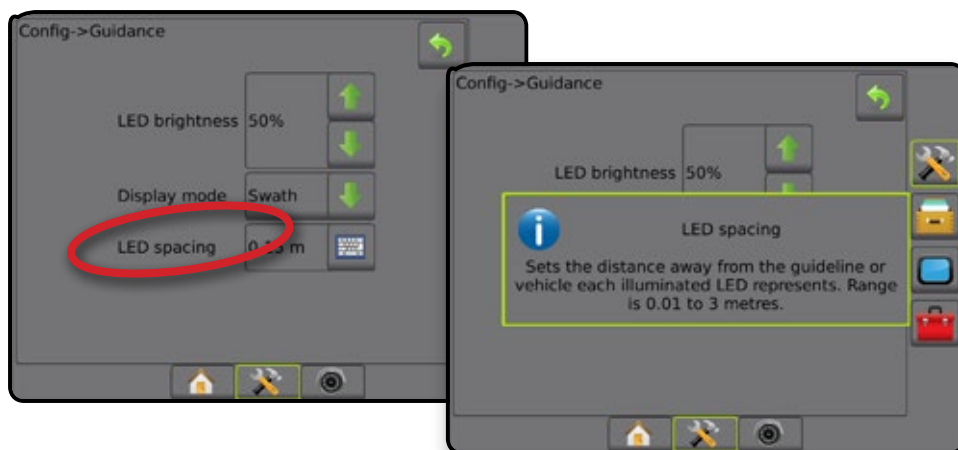 Config->Guidance
LED brightness 50%
Display mode Swath
LED spacing m
Config->Guidance
LED brightness 50%
LED spacing
Sets the distance away from the guideline or
vehicle each illuminated LED represents. Range
is 0.01 to 3 metres.